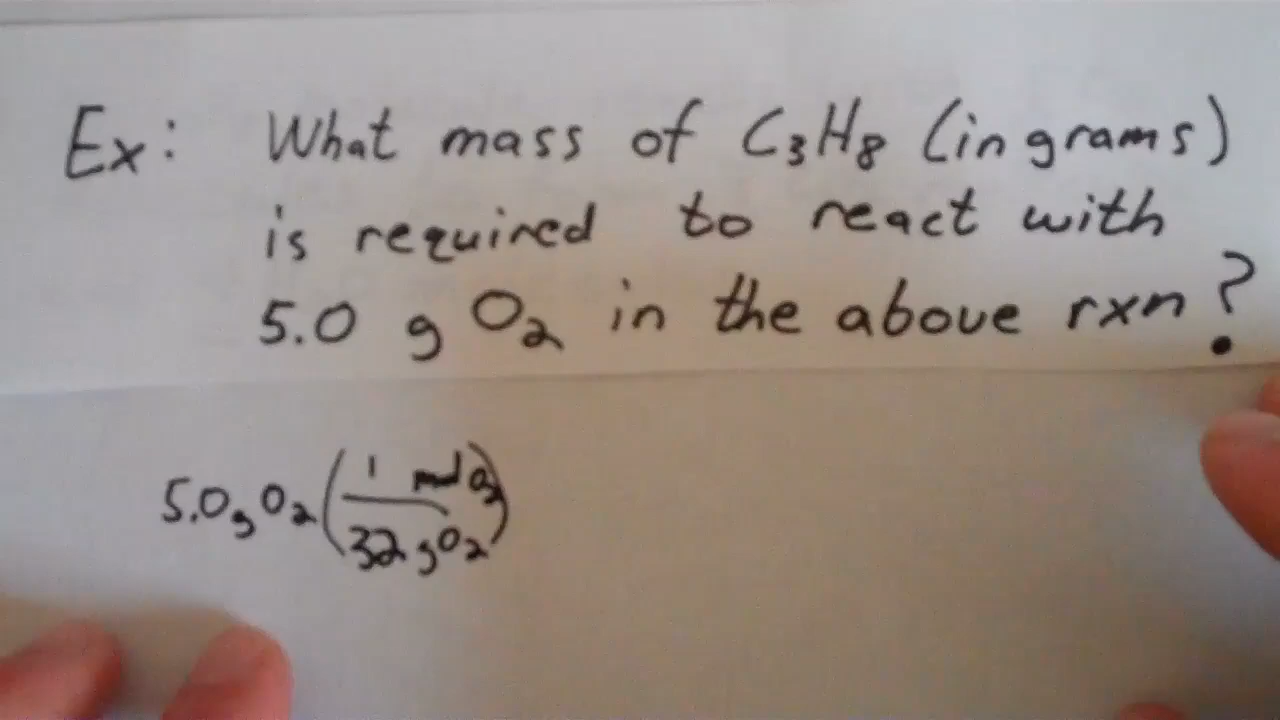 Ex: What mass of C₃H₈ (in grams)
is required to react with
5.0 g O₂ in the above rxn?
5.0 g O₂ (1 mol O₂ / 32 g O₂)